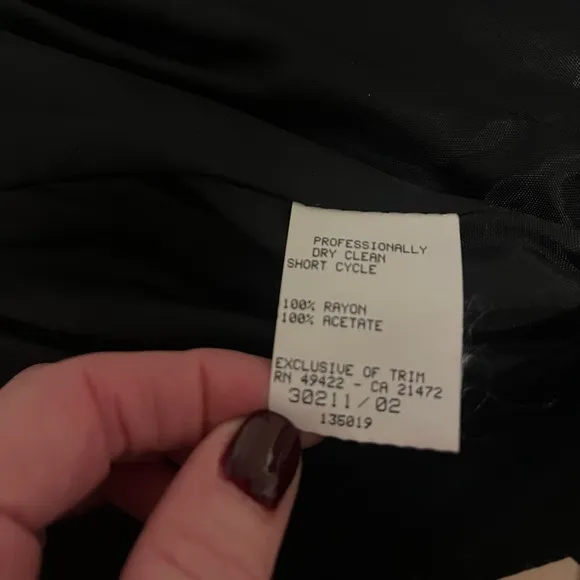 PROFESSIONALLY
DRY CLEAN
SHORT CYCLE
100% RAYON
100% ACETATE
EXCLUSIVE OF TRIM
RN 49422 - CA 21472
30211/02
135019